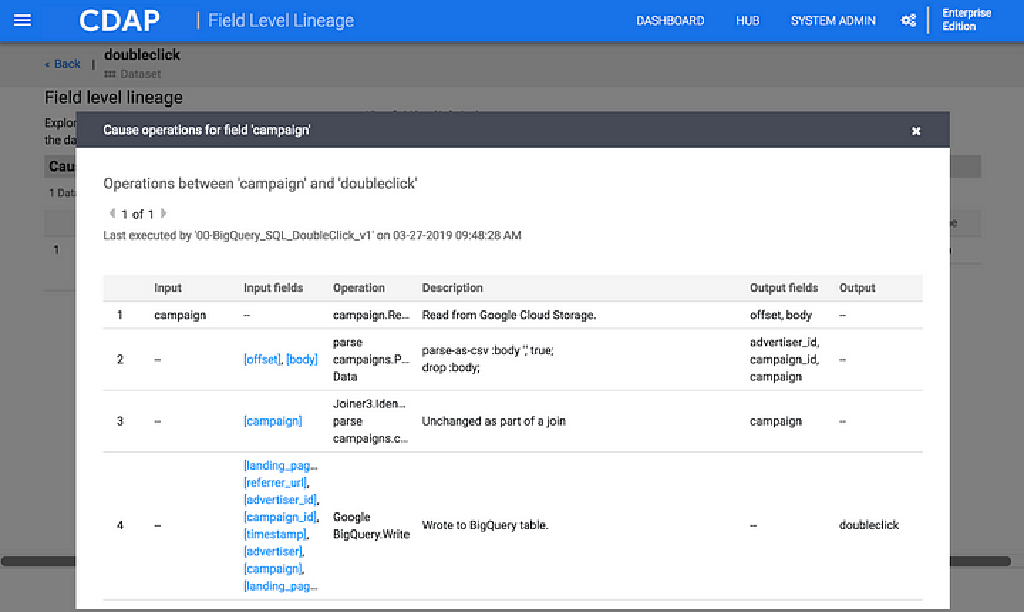 CDAP | Field Level Lineage
DASHBOARD HUB SYSTEM ADMIN Enterprise Edition
« Back | doubleclick
Dataset
Field level lineage
Explor
the da
Cau
1 Dat
1
Cause operations for field 'campaign'
Operations between 'campaign' and 'doubleclick'
1 of 1
Last executed by '00-BigQuery_SQL_DoubleClick_v1' on 03-27-2019 09:48:28 AM
Input Input fields Operation Description Output fields Output
1 campaign -- campaign.Re... Read from Google Cloud Storage. offset, body --
2 -- [offset], [body] parse campaigns.P... Data parse-as-csv :body ',' true; drop :body; advertiser_id, campaign_id, campaign --
3 -- [campaign] Joiner3.Iden... parse campaigns.c... Unchanged as part of a join campaign --
4 -- [landing_pag... [referrer_url], [advertiser_id], [campaign_id], [timestamp], [advertiser], [campaign], [landing_pag... Google BigQuery.Write Wrote to BigQuery table. -- doubleclick